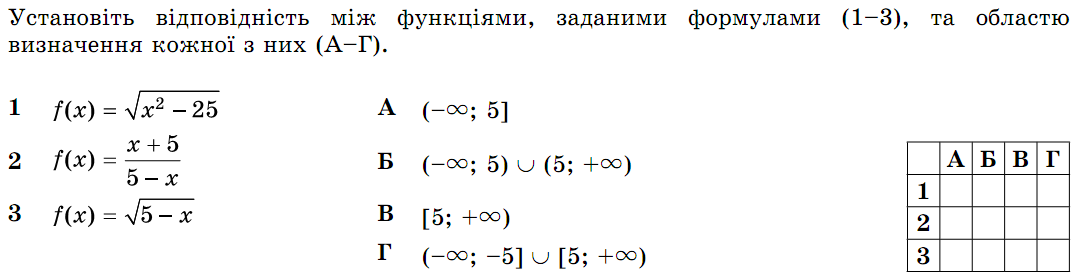 Установіть відповідність між функціями, заданими формулами (1–3), та областю
визначення кожної з них (А–Г).
1 f(x) = √(x² − 25) А (−∞; 5]
2 f(x) = (x + 5)/(5 − x) Б (−∞; 5) ∪ (5; +∞)
3 f(x) = √(5 − x) В [5; +∞)
Г (−∞; −5] ∪ [5; +∞)
А Б В Г
1
2
3